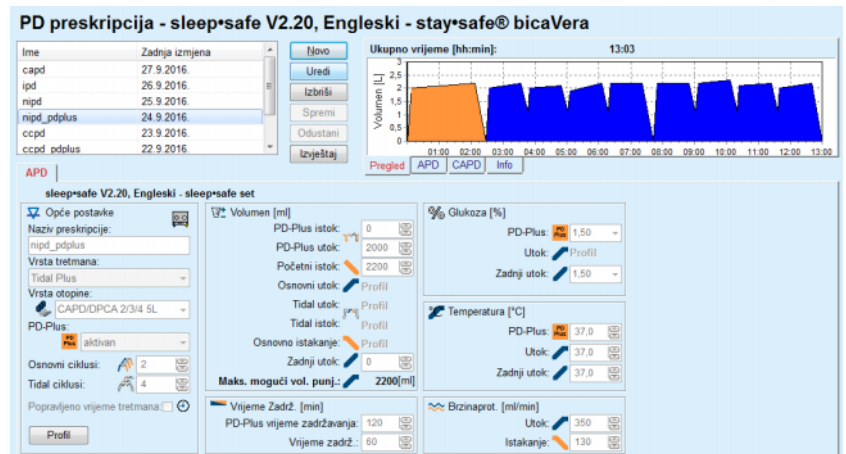 PD preskripcija - sleep•safe V2.20, Engleski - stay•safe® bicaVera
Ime Zadnja izmjena
capd 27.9.2016.
ipd 26.9.2016.
nipd 25.9.2016.
nipd_pdplus 24.9.2016.
ccpd 23.9.2016.
ccpd_pdplus 22.9.2016.
Novo
Uredi
Izbriši
Spremi
Odustani
Izvještaj
Ukupno vrijeme [hh:min]: 13:03
Volumen [L]
3
2,5
2
1,5
1
0,5
0
01:00 02:00 03:00 04:00 05:00 06:00 07:00 08:00 09:00 10:00 11:00 12:00 13:00
Pregled APD CAPD Info
APD
sleep•safe V2.20, Engleski - sleep•safe set
Opće postavke
Naziv preskripcije:
nipd_pdplus
Vrsta tretmana:
Tidal Plus
Vrsta otopine:
CAPD/DPCA 2/3/4 5L
PD-Plus:
PD Plus aktivan
Osnovni ciklusi: 2
Tidal ciklusi: 4
Popravljeno vrijeme tretmana:
Profil
Volumen [ml]
PD-Plus istok: 0
PD-Plus utok: 2000
Početni istok: 2200
Osnovni utok: Profil
Tidal utok: Profil
Tidal istok: Profil
Osnovno istakanje: Profil
Zadnji utok: 0
Maks. mogući vol. punj.: 2200[ml]
Vrijeme Zadrž. [min]
PD-Plus vrijeme zadržavanja: 120
Vrijeme zadrž.: 60
Glukoza [%]
PD-Plus: PD Plus 1,50
Utok: Profil
Zadnji utok: 1,50
Temperatura [°C]
PD-Plus: PD Plus 37,0
Utok: 37,0
Zadnji utok: 37,0
Brzinaprot. [ml/min]
Utok: 350
Istakanje: 130